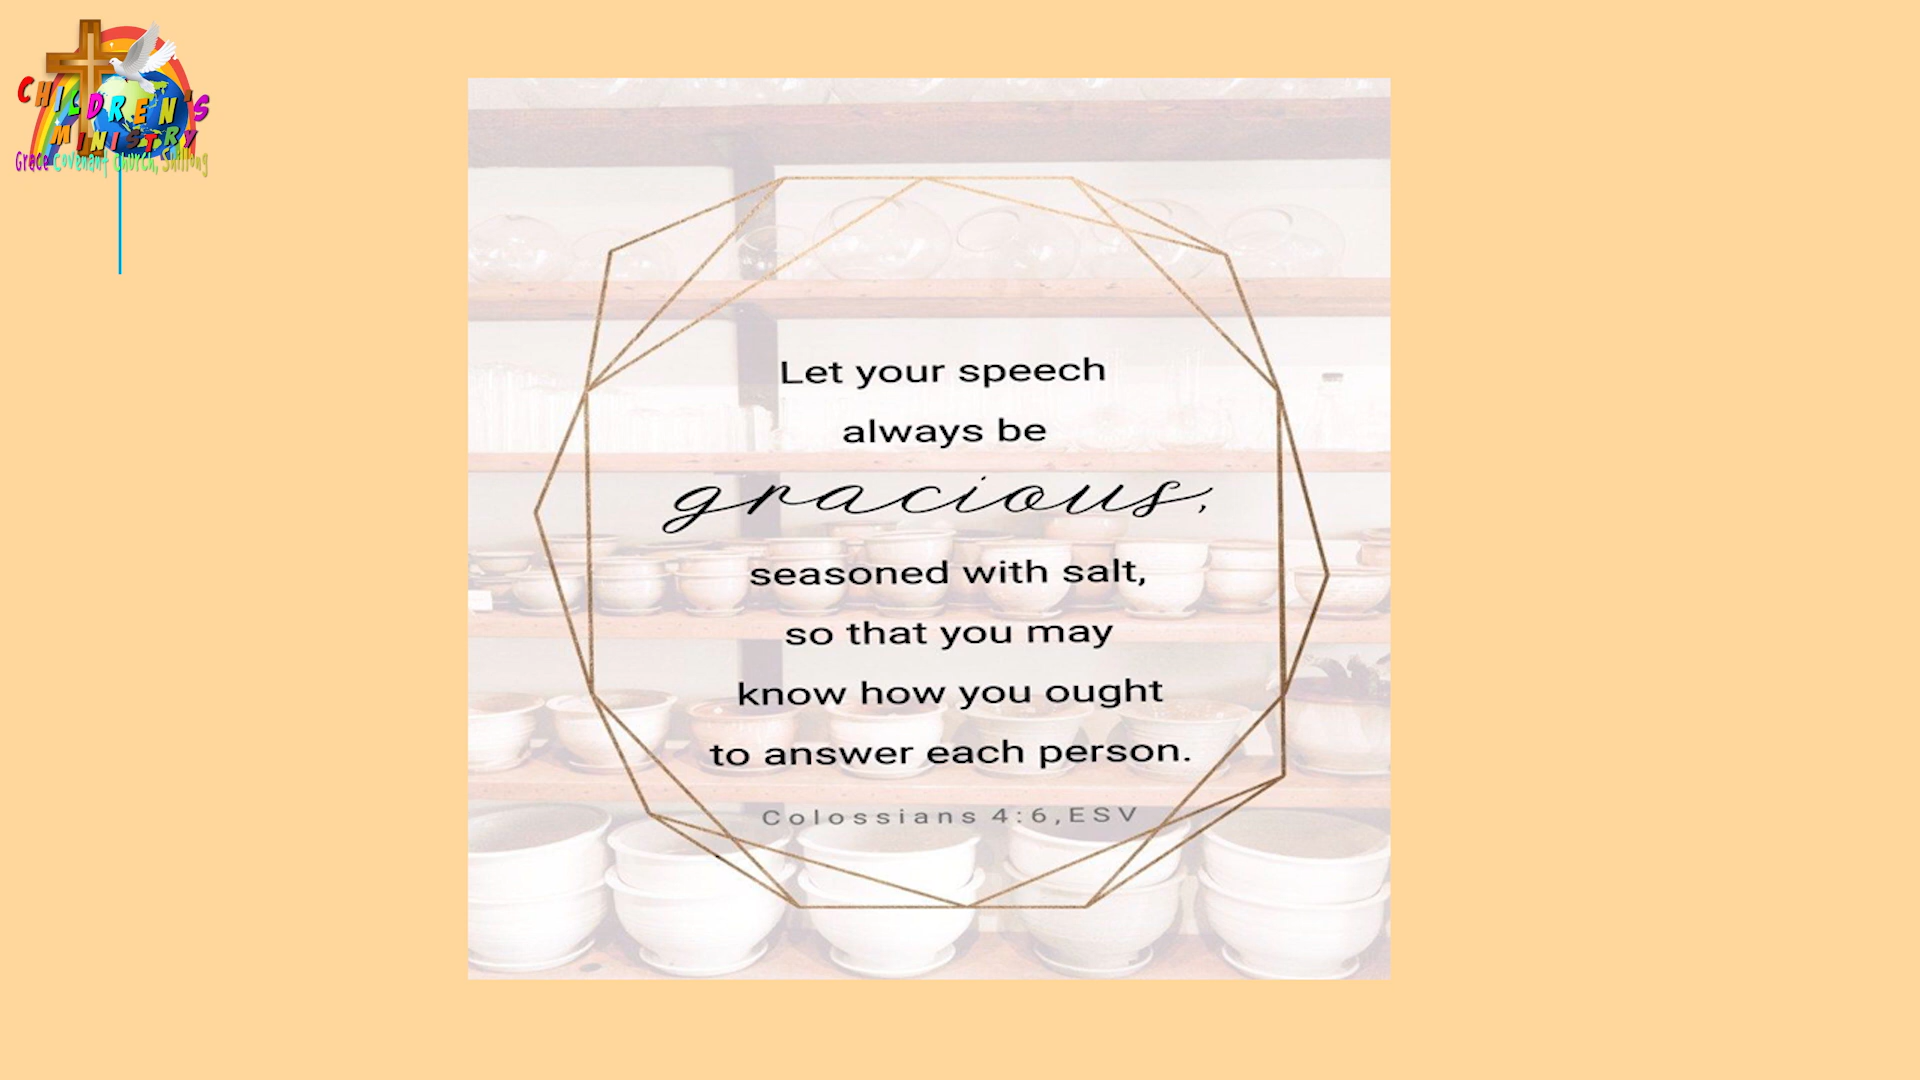 CHILDREN'S
MINISTRY
Grace Covenant Church, Shillong
Let your speech
always be
gracious,
seasoned with salt,
so that you may
know how you ought
to answer each person.
Colossians 4:6,ESV